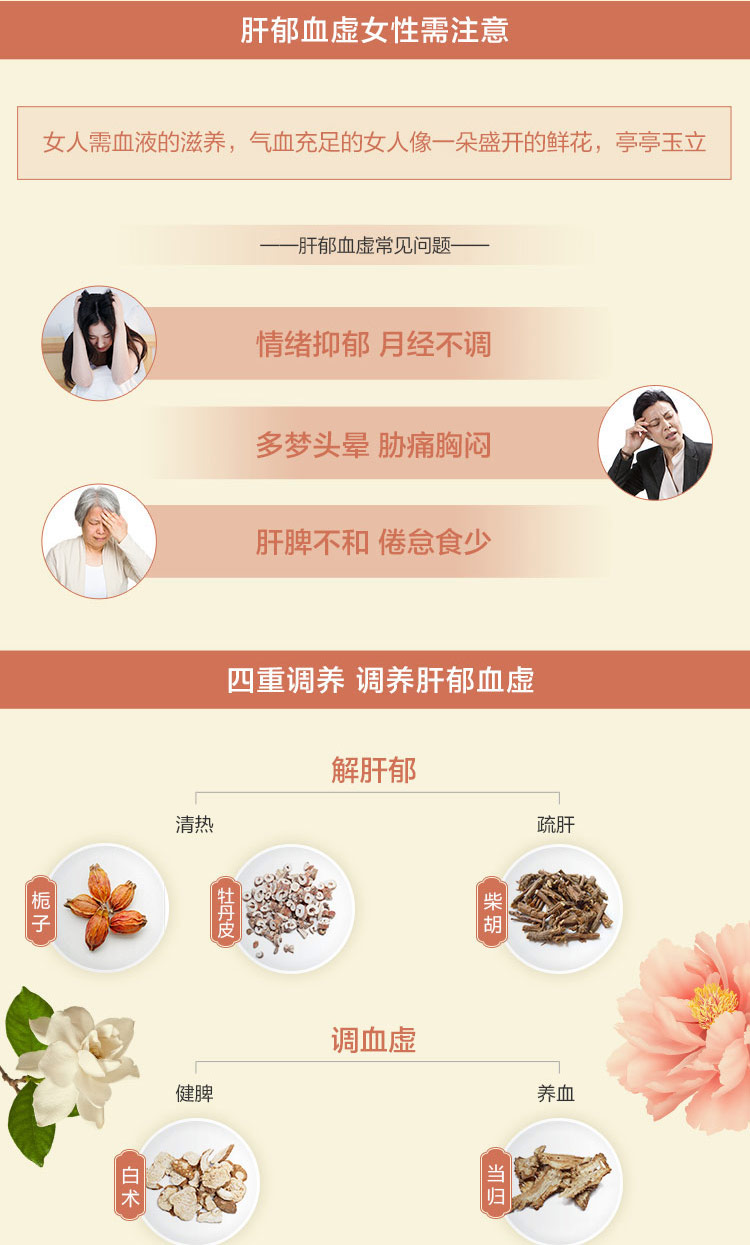 肝郁血虚女性需注意
女人需血液的滋养，气血充足的女人像一朵盛开的鲜花，亭亭玉立
——肝郁血虚常见问题——
情绪抑郁 月经不调
多梦头晕 胁痛胸闷
肝脾不和 倦怠食少
四重调养 调养肝郁血虚
解肝郁
清热
疏肝
栀子
牡丹皮
柴胡
调血虚
健脾
养血
白术
当归